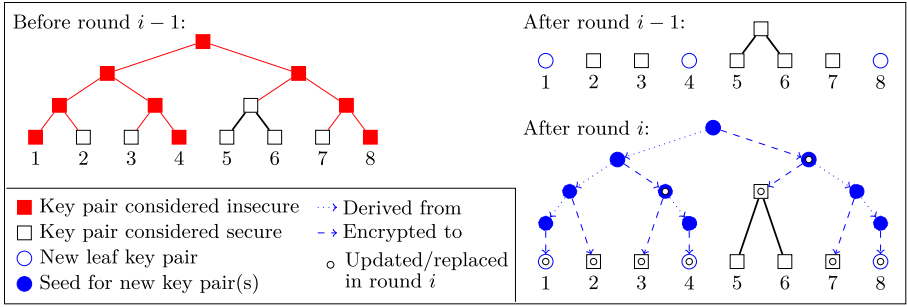 Before round i − 1:
1 2 3 4 5 6 7 8
Key pair considered insecure
Key pair considered secure
New leaf key pair
Seed for new key pair(s)
Derived from
Encrypted to
Updated/replaced
in round i
After round i − 1:
1 2 3 4 5 6 7 8
After round i:
1 2 3 4 5 6 7 8